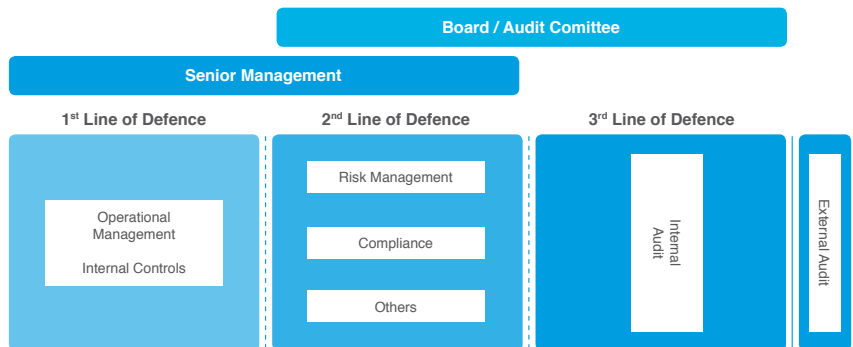 Board / Audit Comittee
Senior Management
1st Line of Defence
2nd Line of Defence
3rd Line of Defence
Operational
Management
Internal Controls
Risk Management
Compliance
Others
Internal
Audit
External Audit